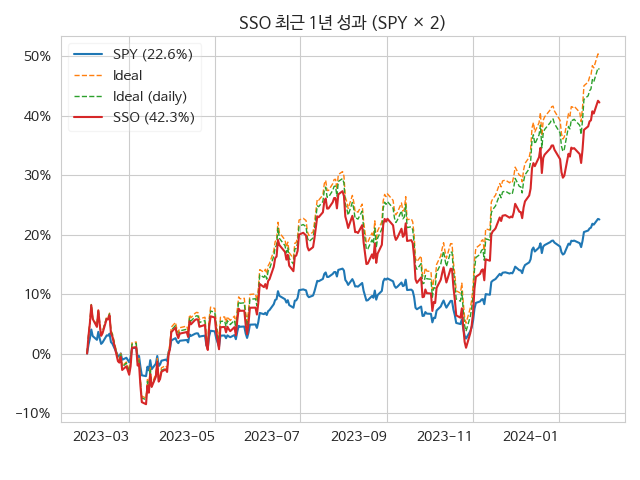 SSO 최근 1년 성과 (SPY × 2)
50%
40%
30%
20%
10%
0%
−10%
SPY (22.6%)
Ideal
Ideal (daily)
SSO (42.3%)
2023−03
2023−05
2023−07
2023−09
2023−11
2024−01